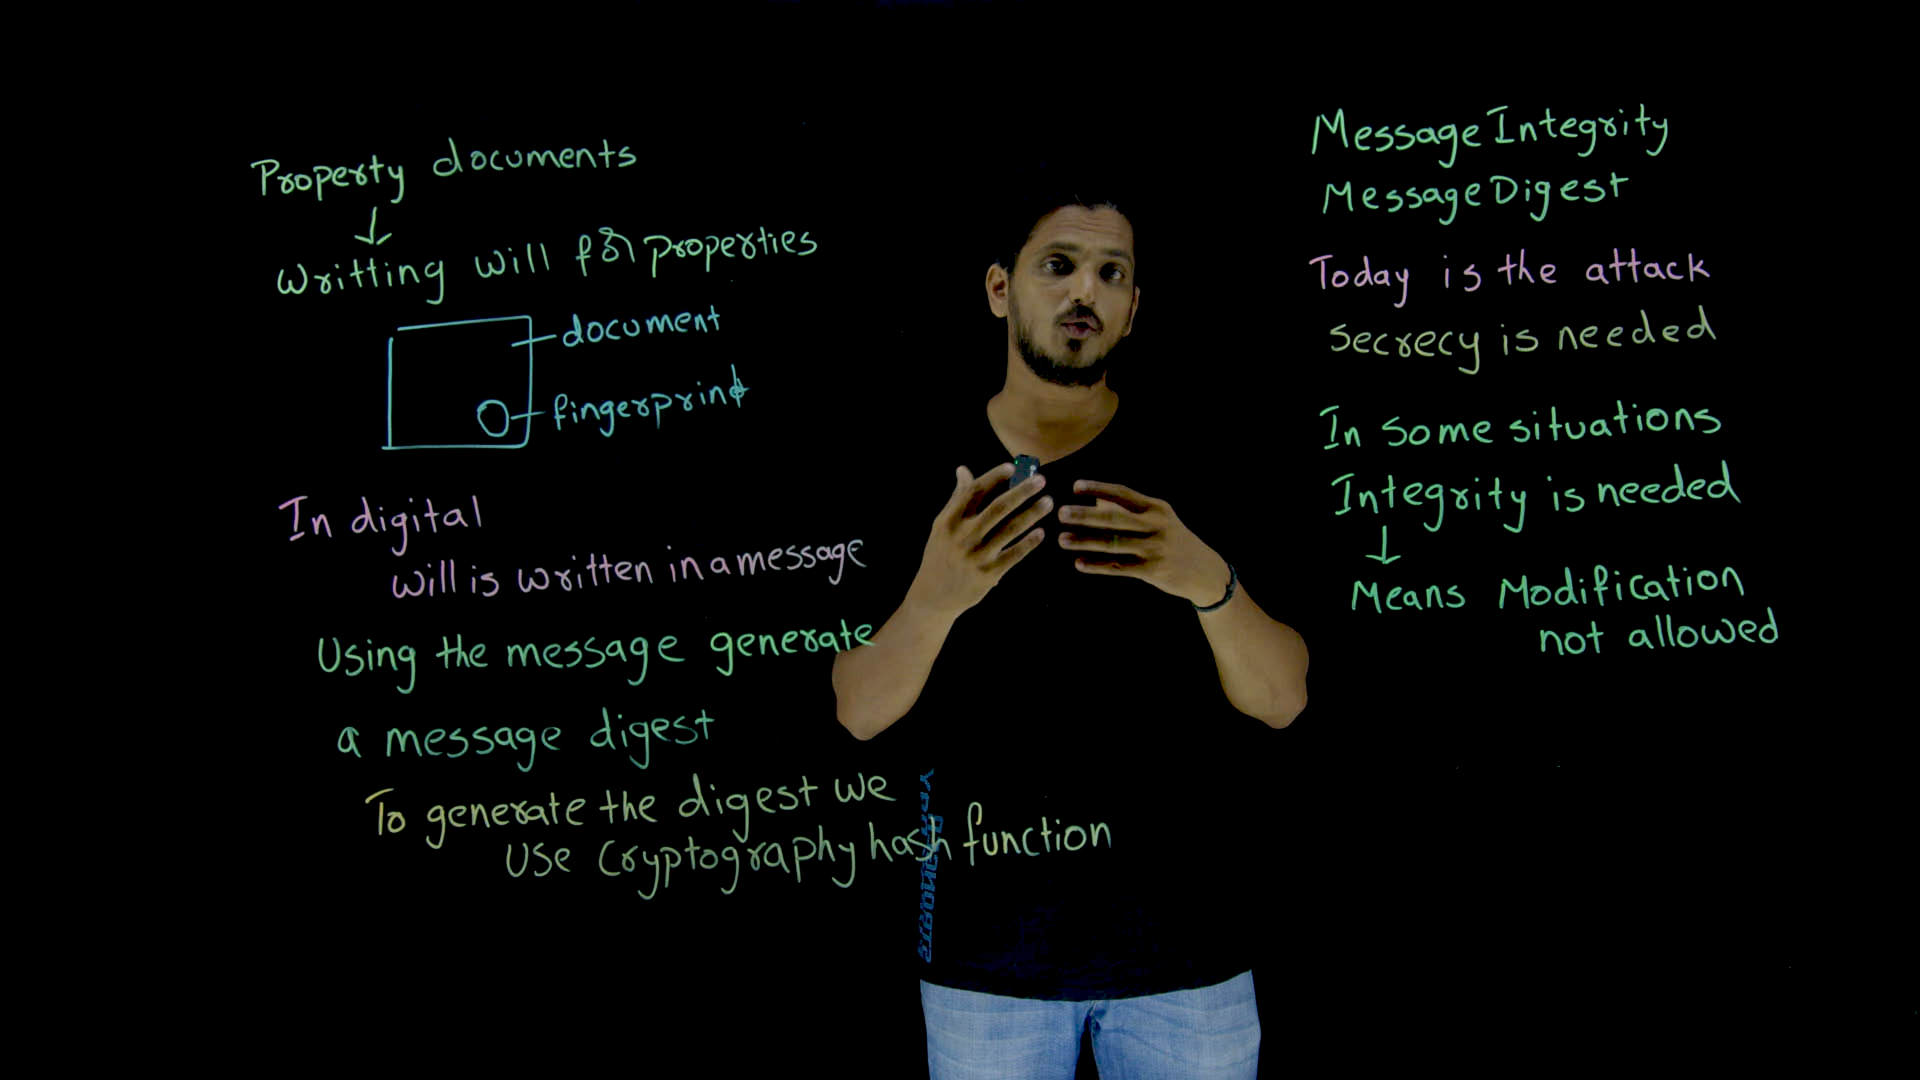 Property documents
Writting will for properties
document
fingerprint
In digital
will is written in a message
Using the message generate
a message digest
To generate the digest we
use Cryptography hash function
Message Integrity
Message Digest
Today is the attack
secrecy is needed
In some situations
Integrity is needed
Means Modification
not allowed